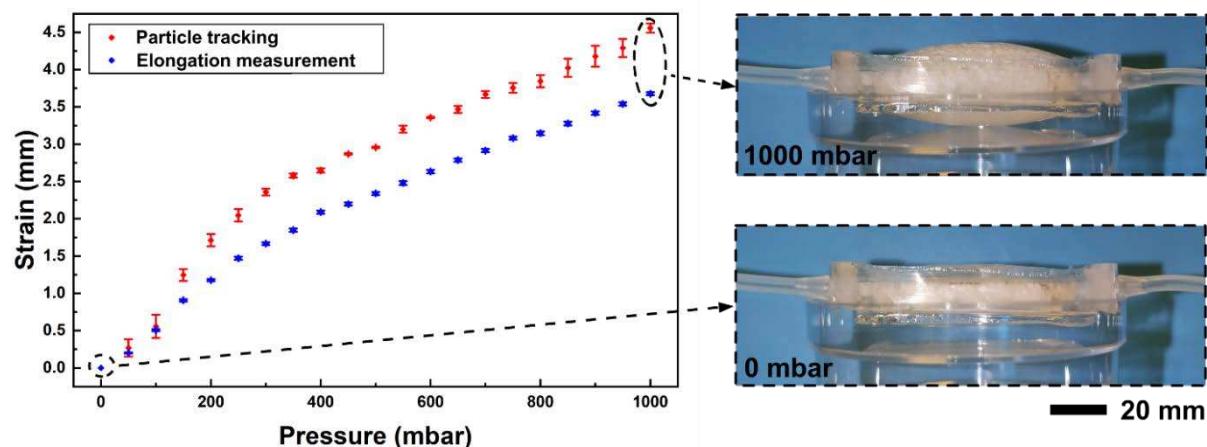 Particle tracking
Elongation measurement
4.5
4.0
3.5
3.0
2.5
2.0
1.5
1.0
0.5
0.0
Strain (mm)
0
200
400
600
800
1000
Pressure (mbar)
1000 mbar
0 mbar
20 mm